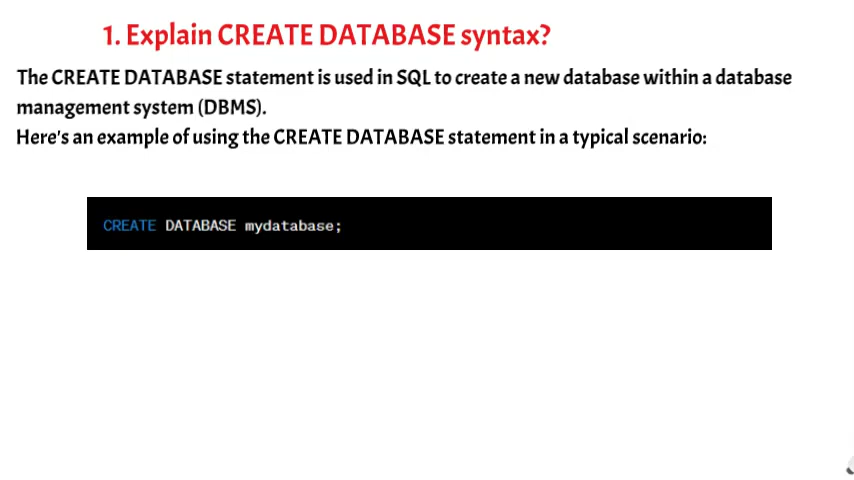 1. Explain CREATE DATABASE syntax?
The CREATE DATABASE statement is used in SQL to create a new database within a database
management system (DBMS).
Here's an example of using the CREATE DATABASE statement in a typical scenario:
CREATE DATABASE mydatabase;